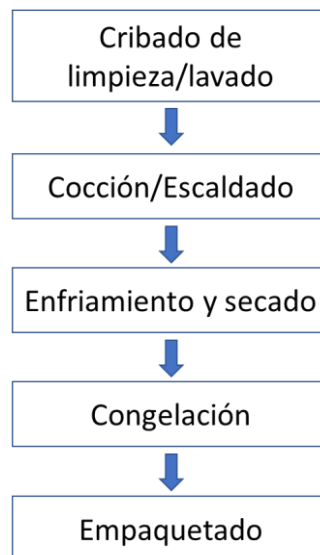 Cribado de
limpieza/lavado
Cocción/Escaldado
Enfriamiento y secado
Congelación
Empaquetado